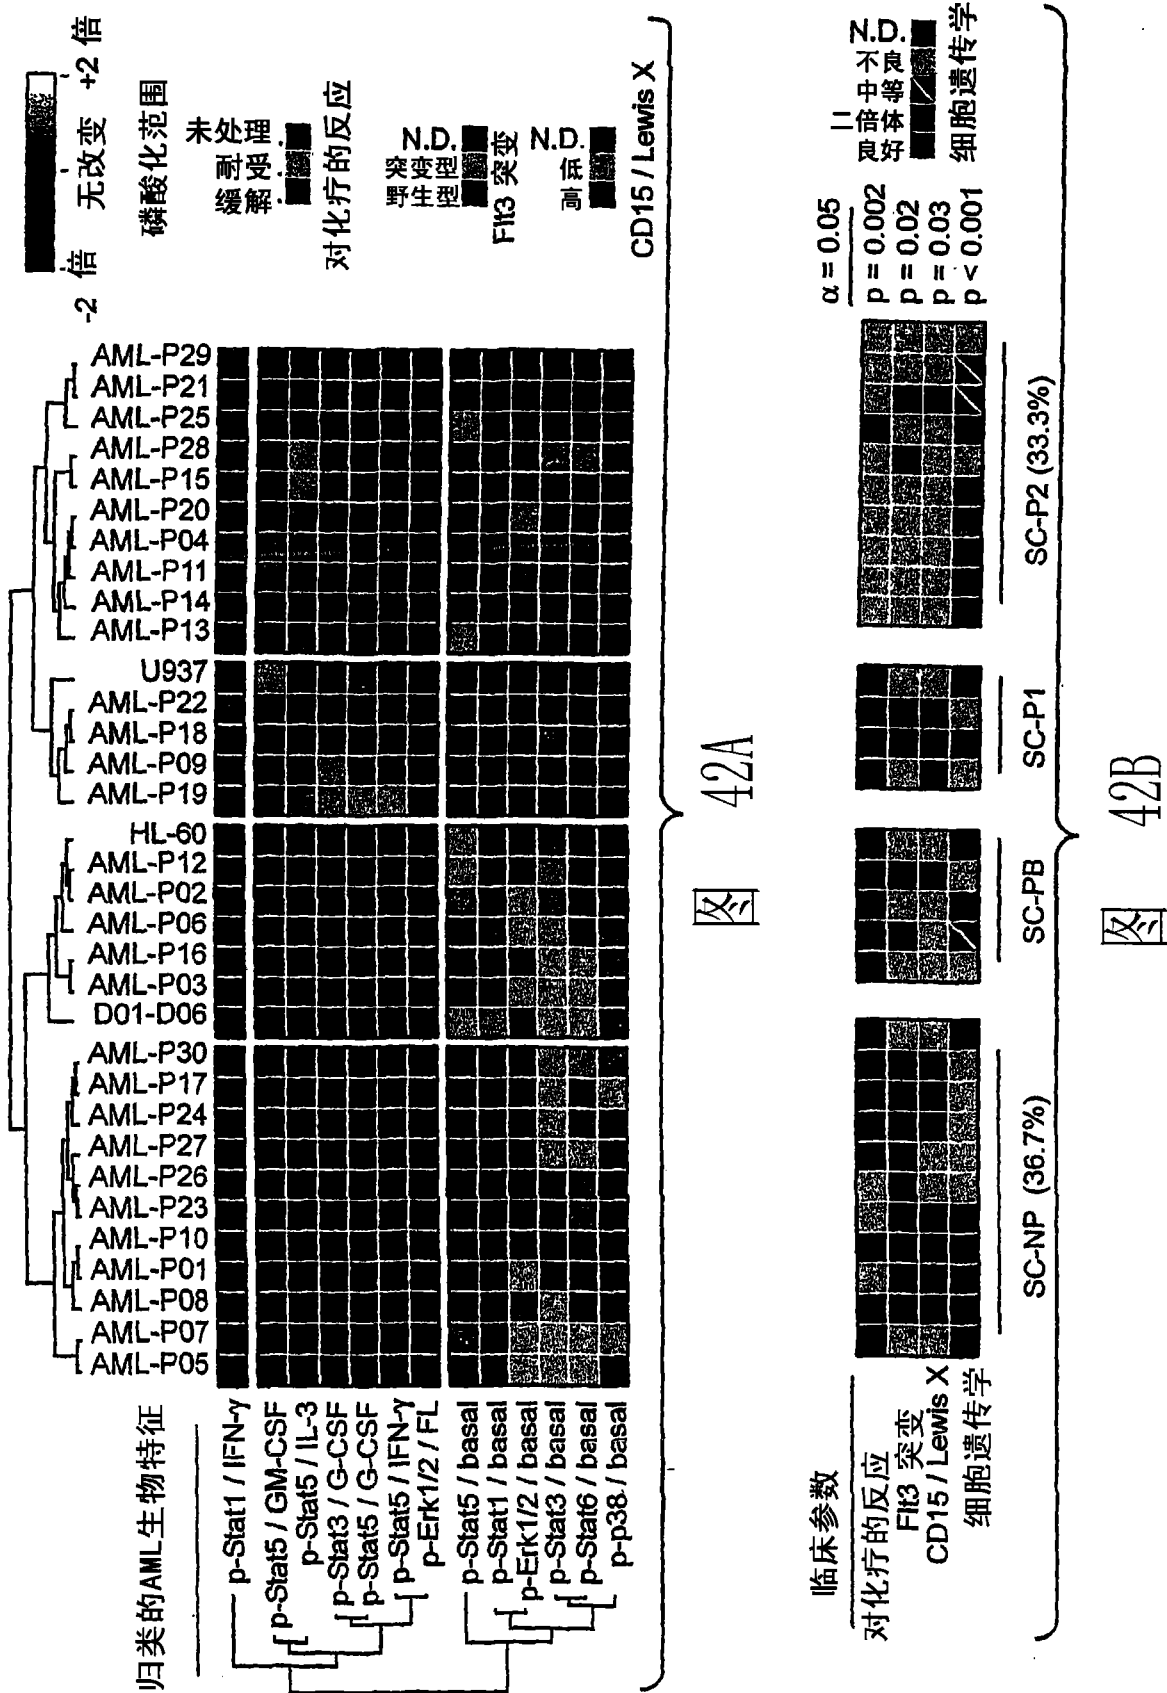 -2 倍
无改变
+2 倍
磷酸化范围
未处理
耐受
缓解
对化疗的反应
N.D.
突变型
野生型
Flt3 突变
N.D.
低
高
CD15 / Lewis X
AML-P29
AML-P21
AML-P25
AML-P28
AML-P15
AML-P20
AML-P04
AML-P11
AML-P14
AML-P13
U937
AML-P22
AML-P18
AML-P09
AML-P19
HL-60
AML-P12
AML-P02
AML-P06
AML-P16
AML-P03
D01-D06
AML-P30
AML-P17
AML-P24
AML-P27
AML-P26
AML-P23
AML-P10
AML-P01
AML-P08
AML-P07
AML-P05
归类的AML生物特征
p-Stat1 / IFN-γ
p-Stat5 / GM-CSF
p-Stat5 / IL-3
p-Stat3 / G-CSF
p-Stat5 / G-CSF
p-Stat5 / IFN-γ
p-Erk1/2 / FL
p-Stat5 / basal
p-Stat1 / basal
p-Erk1/2 / basal
p-Stat3 / basal
p-Stat6 / basal
p-p38 / basal
图 42A
N.D.
不良
中等
二倍体
良好
细胞遗传学
α = 0.05
p = 0.002
p = 0.02
p = 0.03
p < 0.001
临床参数
对化疗的反应
Flt3 突变
CD15 / Lewis X
细胞遗传学
SC-NP (36.7%)
SC-PB
SC-P1
SC-P2 (33.3%)
图 42B